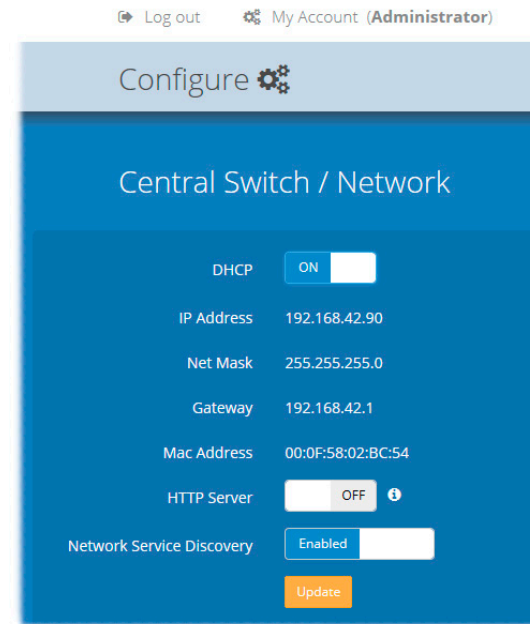 Log out My Account (Administrator)
Configure
Central Switch / Network
DHCP ON
IP Address 192.168.42.90
Net Mask 255.255.255.0
Gateway 192.168.42.1
Mac Address 00:0F:58:02:BC:54
HTTP Server OFF
Network Service Discovery Enabled
Update